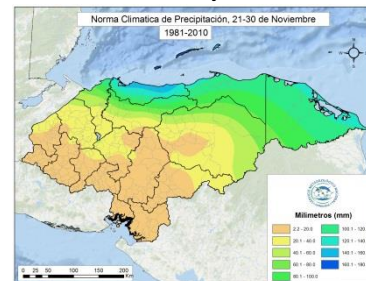 Norma Climatica de Precipitación, 21-30 de Noviembre
1981-2010
Milimetros (mm)
2.2 - 20.0
20.1 - 40.0
40.1 - 60.0
60.1 - 80.0
80.1 - 100.0
100.1 - 120
120.1 - 140
140.1 - 160
160.1 - 180
0 25 50 100 150 200
Km